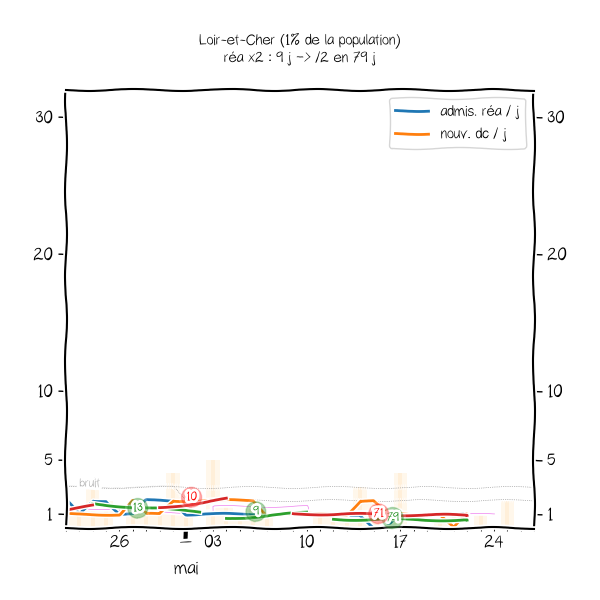 Loir-et-Cher (1% de la population)
réa x2 : 9 j -> /2 en 79 j
admis. réa / j
nouv. dc / j
30 30
20 20
10 10
5 5
bruit
1 1
13 10 9 71 79
26 1 03 10 17 24
mai